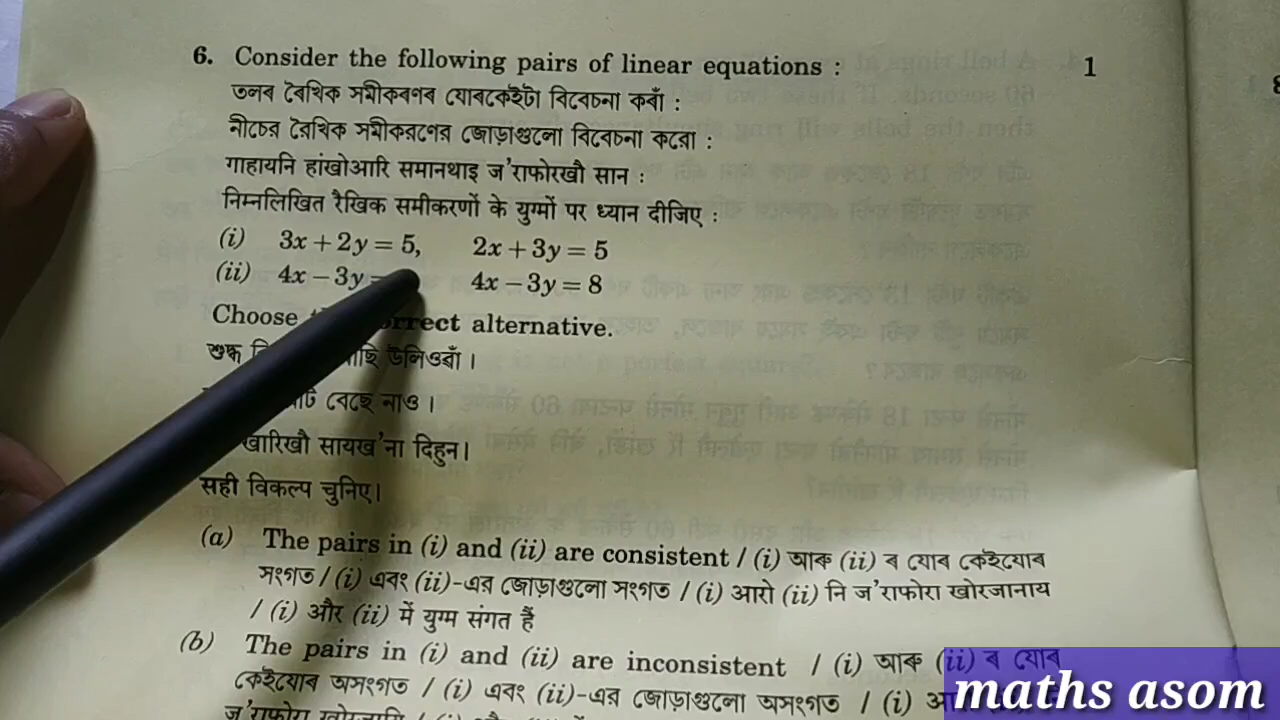 6. Consider the following pairs of linear equations : 1
তলৰ ৰৈখিক সমীকৰণৰ যোৰকেইটা বিবেচনা কৰাঁ :
নীচের রৈখিক সমীকরণের জোড়াগুলো বিবেচনা করো :
गाहायनि हांखोआरि समानथाइ ज'राफोरखौ सान :
निम्नलिखित रैखिक समीकरणों के युग्मों पर ध्यान दीजिए :
(i) 3x + 2y = 5, 2x + 3y = 5
(ii) 4x − 3y 4x − 3y = 8
Choose alternative.
শুদ্ধ বাছি উলিওৱাঁ ।
বেছে নাও ।
सायख'ना दिहुन।
सही विकल्प चुनिए।
(a) The pairs in (i) and (ii) are consistent / (i) আৰু (ii) ৰ যোৰ কেইযোৰ
সংগত / (i) এবং (ii)-এর জোড়াগুলো সংগত / (i) आरो (ii) नि ज'राफोरा खोरजानाय
/ (i) और (ii) में युग्म संगत हैं
(b) The pairs in (i) and (ii) are inconsistent / (i) আৰু (ii) ৰ যোৰ
কেইযোৰ অসংগত / (i) এবং (ii)-এর জোড়াগুলো অসংগত / (i)
maths asom